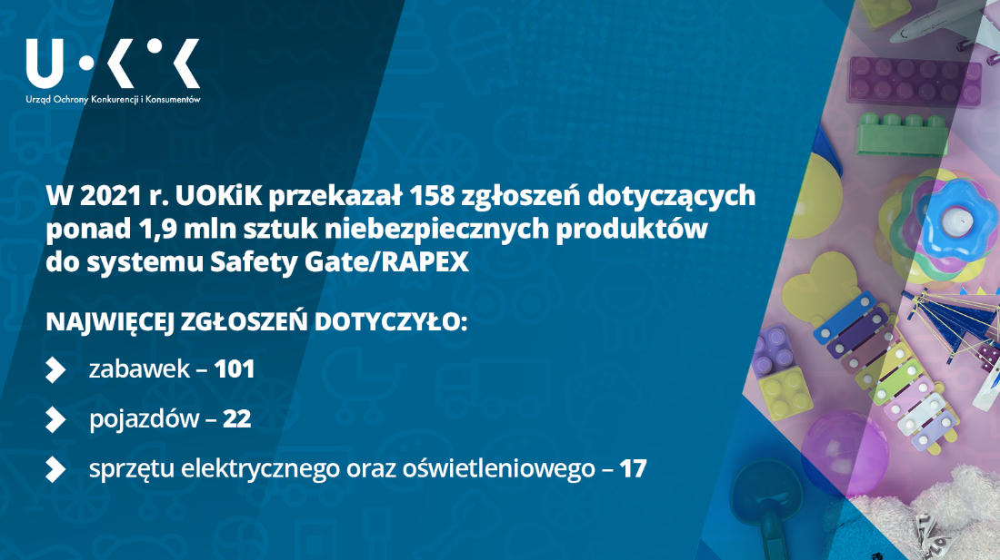 UOKiK
Urząd Ochrony Konkurencji i Konsumentów
W 2021 r. UOKiK przekazał 158 zgłoszeń dotyczących
ponad 1,9 mln sztuk niebezpiecznych produktów
do systemu Safety Gate/RAPEX
NAJWIĘCEJ ZGŁOSZEŃ DOTYCZYŁO:
zabawek – 101
pojazdów – 22
sprzętu elektrycznego oraz oświetleniowego – 17